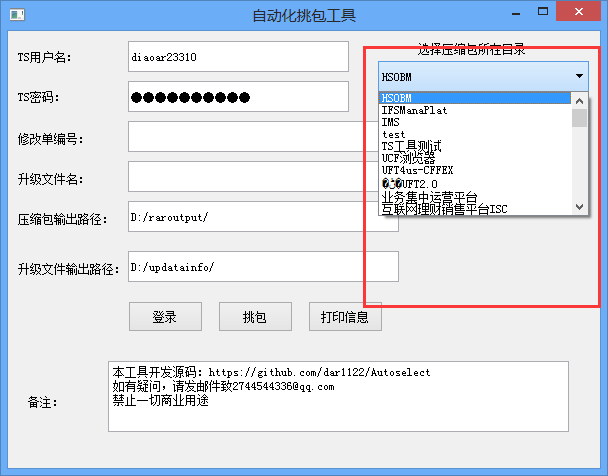 自动化挑包工具
TS用户名： diaoar23310
选择压缩包所在目录
HSOBM
TS密码：
HSOBM
IFSManaPlat
IMS
test
TS工具测试
UCF浏览器
UFT4us-CFFEX
UFT2.0
业务集中运营平台
互联网理财销售平台ISC
修改单编号：
升级文件名：
压缩包输出路径： D:/raroutput/
升级文件输出路径： D:/updatainfo/
登录 挑包 打印信息
备注：
本工具开发源码：https://github.com/dar1122/Autoselect
如有疑问，请发邮件致2744544336@qq.com
禁止一切商业用途